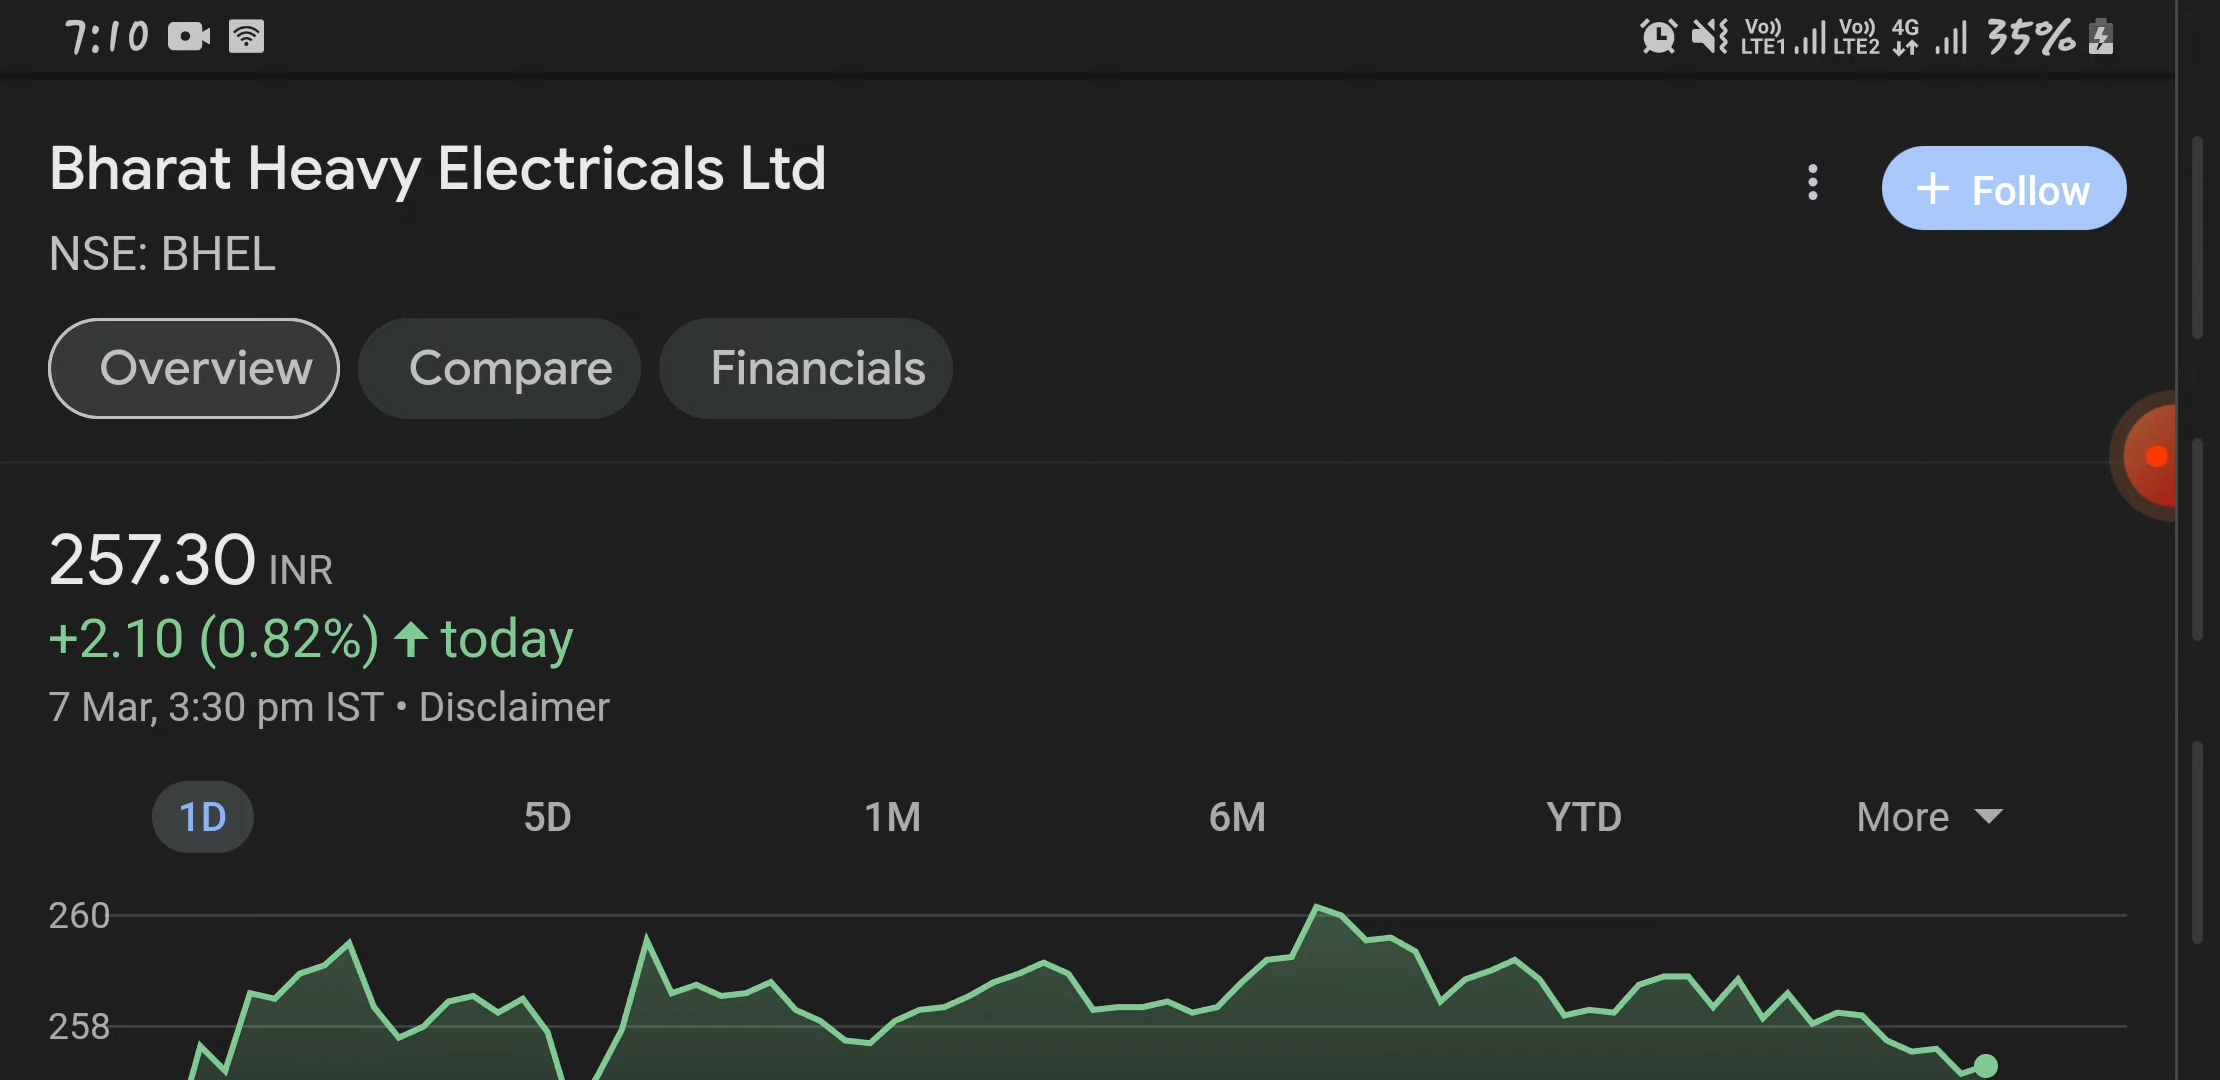 7:10 Vo)) LTE1 Vo)) LTE2 4G 35%
Bharat Heavy Electricals Ltd
+ Follow
NSE: BHEL
Overview Compare Financials
257.30 INR
+2.10 (0.82%) ↑ today
7 Mar, 3:30 pm IST • Disclaimer
1D 5D 1M 6M YTD More
260
258